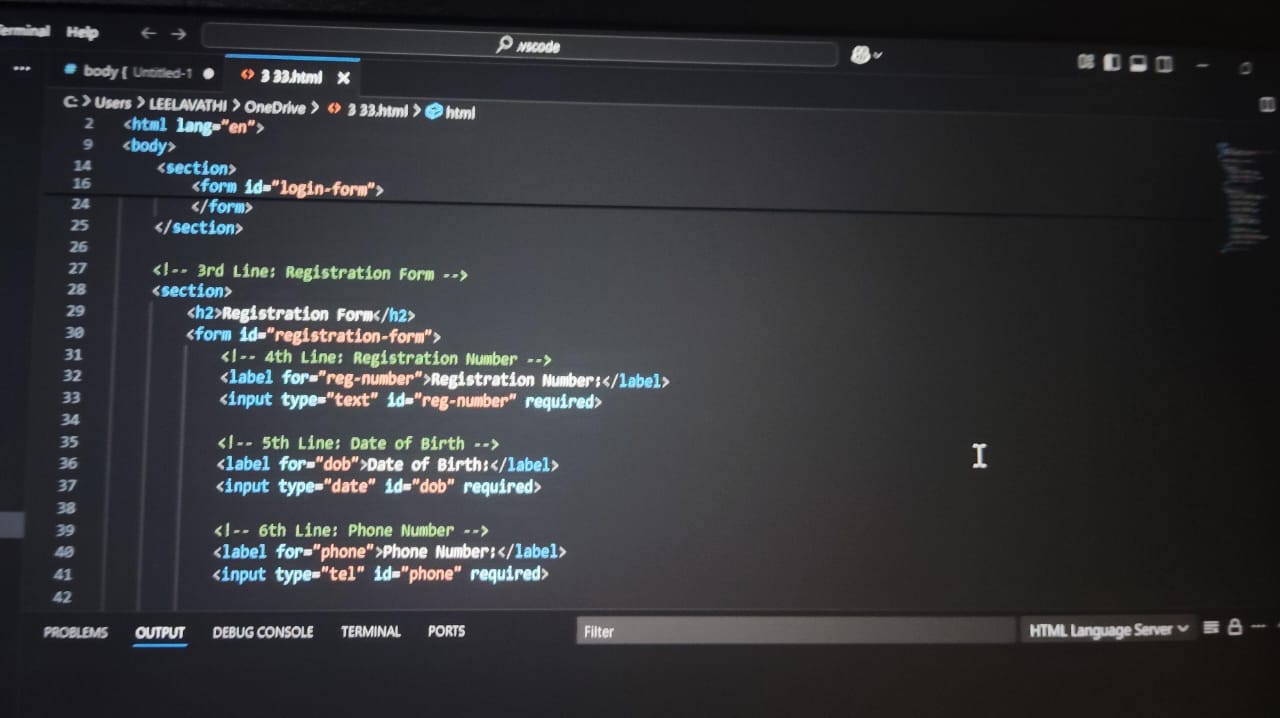 Terminal Help
.vscode
body { Untitled-1
3 33.html
C: > Users > LEELAVATHI > OneDrive > 3 33.html > html
2 <html lang="en">
9 <body>
14 <section>
16 <form id="login-form">
24 </form>
25 </section>
26
27 <!-- 3rd Line: Registration Form -->
28 <section>
29 <h2>Registration Form</h2>
30 <form id="registration-form">
31 <!-- 4th Line: Registration Number -->
32 <label for="reg-number">Registration Number:</label>
33 <input type="text" id="reg-number" required>
34
35 <!-- 5th Line: Date of Birth -->
36 <label for="dob">Date of Birth:</label>
37 <input type="date" id="dob" required>
38
39 <!-- 6th Line: Phone Number -->
40 <label for="phone">Phone Number:</label>
41 <input type="tel" id="phone" required>
42
PROBLEMS OUTPUT DEBUG CONSOLE TERMINAL PORTS Filter HTML Language Server